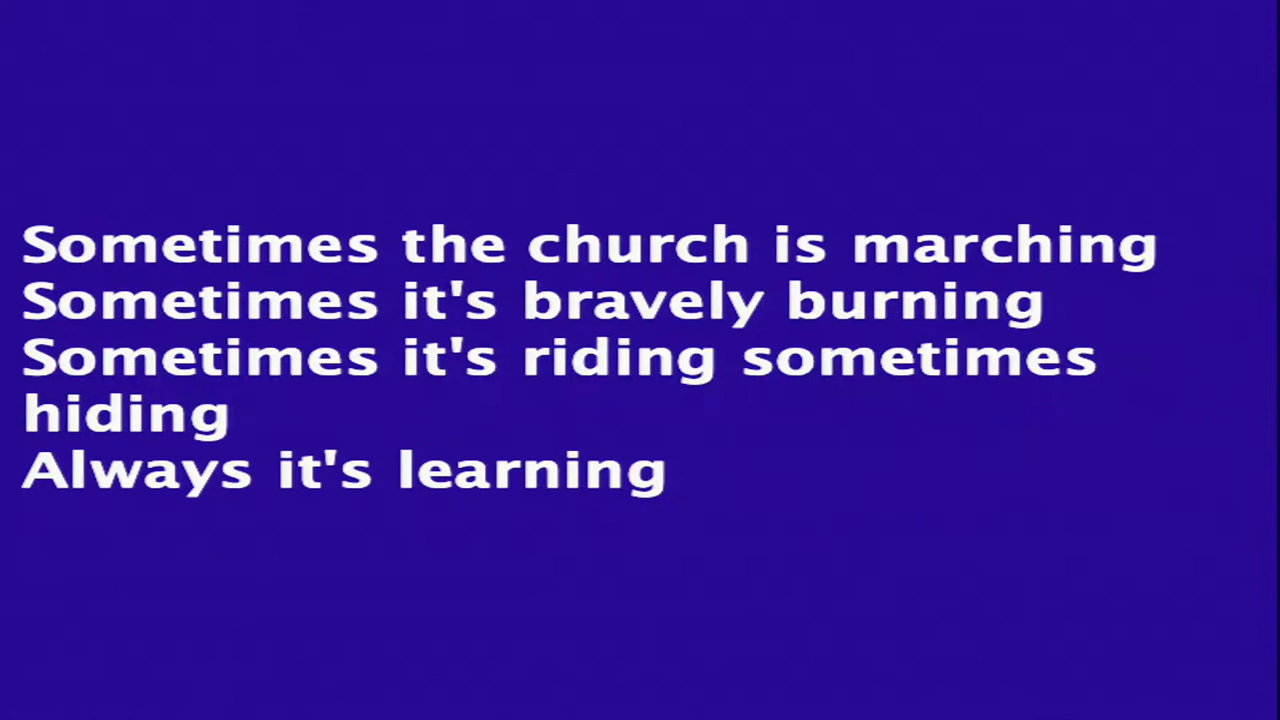 Sometimes the church is marching
Sometimes it's bravely burning
Sometimes it's riding sometimes
hiding
Always it's learning